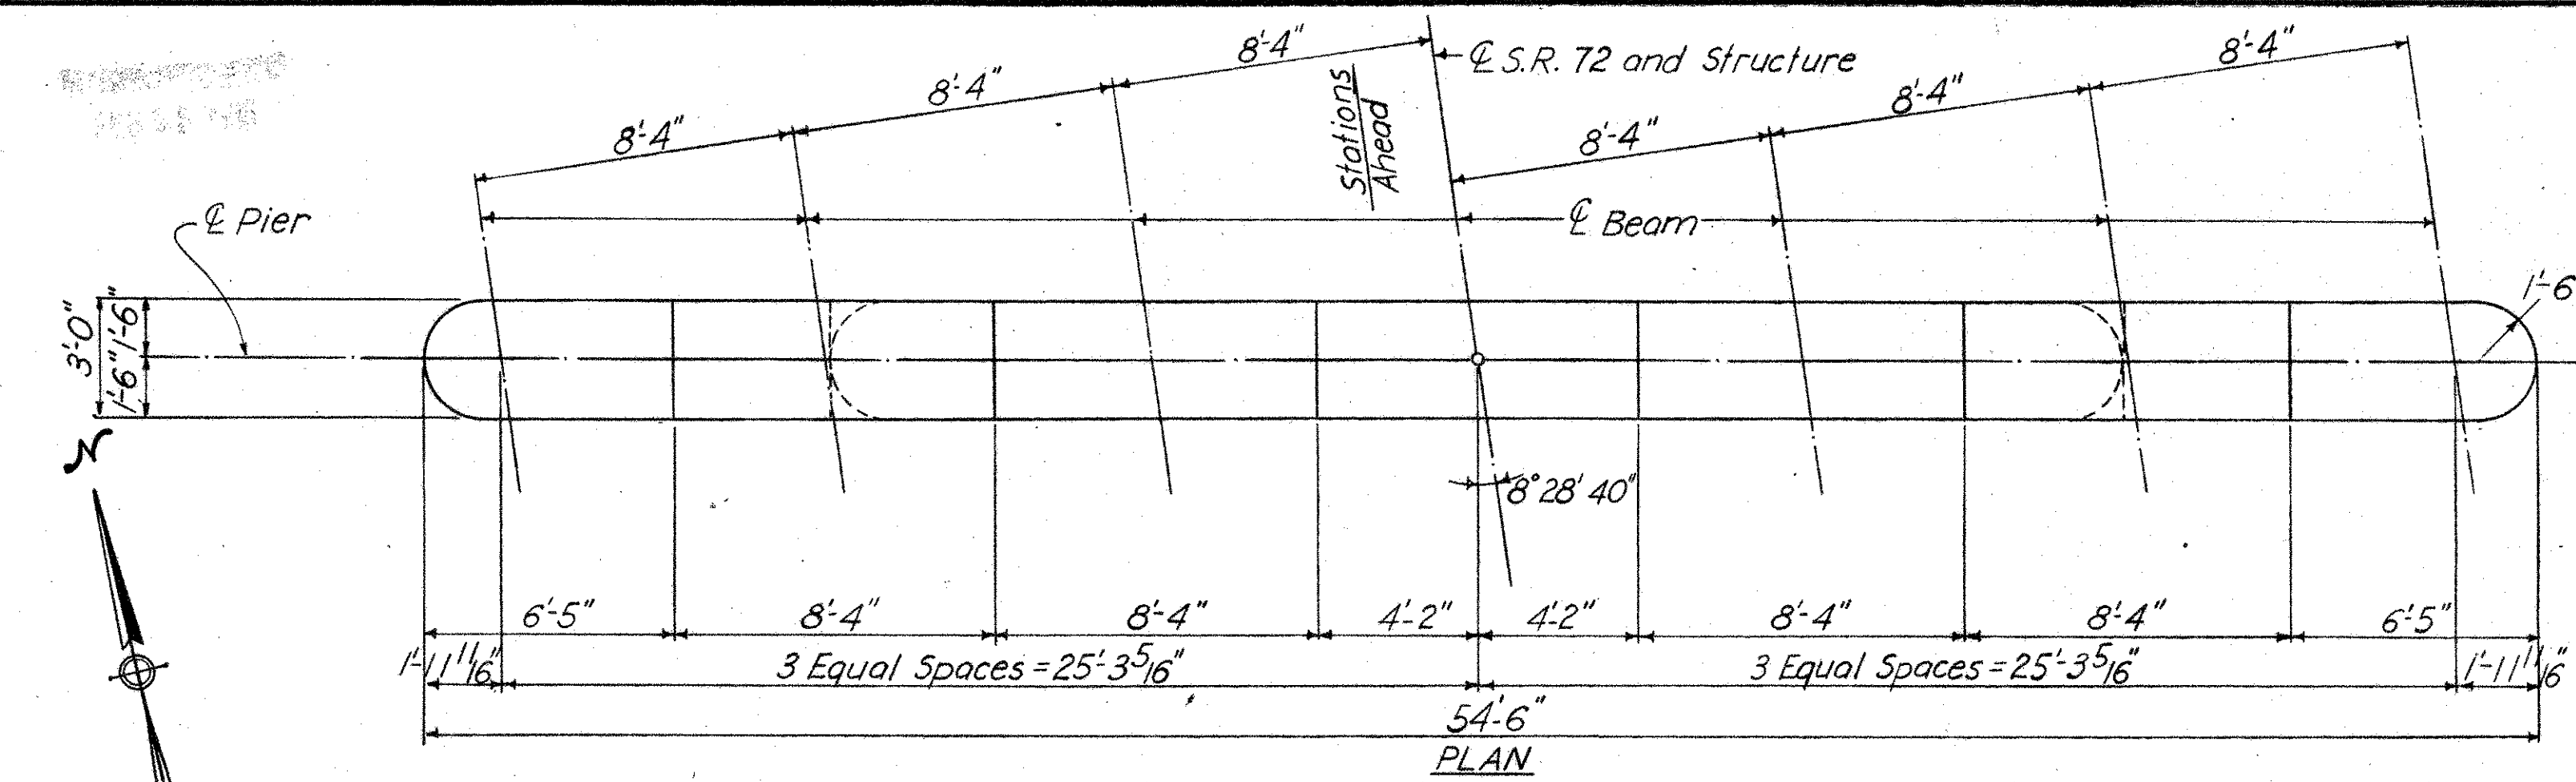 8'-4"
8'-4"
8'-4"
℄ S.R. 72 and Structure
Stations
Ahead
8'-4"
8'-4"
8'-4"
℄ Pier
℄ Beam
3'-0"
1'-6"
1'-6"
1'-6
N
8° 28' 40"
6'-5"
8'-4"
8'-4"
4'-2"
4'-2"
8'-4"
8'-4"
6'-5"
1'-11 11/16"
3 Equal Spaces = 25'-3 5/16"
3 Equal Spaces = 25'-3 5/16"
1'-11 11/16"
54'-6"
PLAN